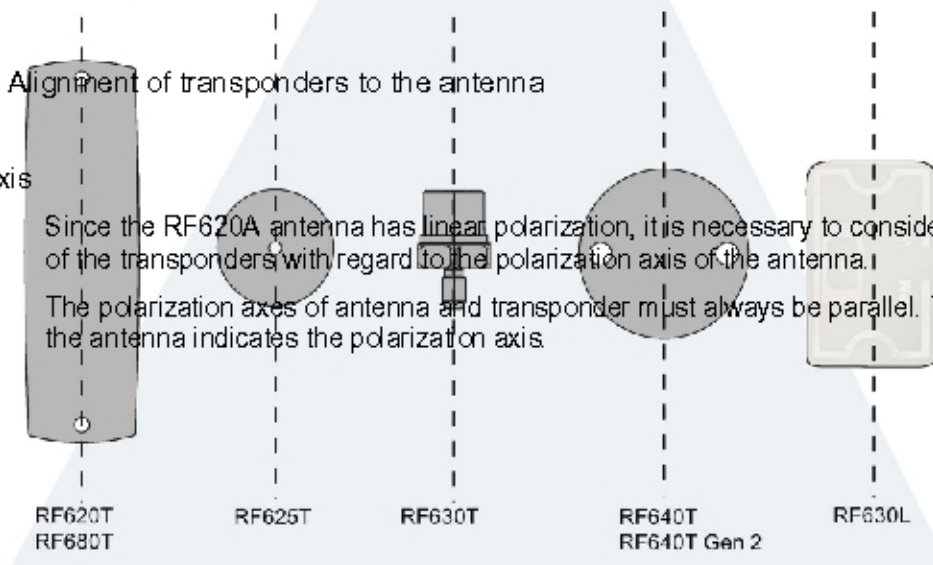 Alignment of transponders to the antenna
xis
Since the RF620A antenna has linear polarization, it is necessary to conside
of the transponders with regard to the polarization axis of the antenna.
The polarization axes of antenna and transponder must always be parallel.
the antenna indicates the polarization axis.
RF620T
RF680T
RF625T
RF630T
RF640T
RF640T Gen 2
RF630L